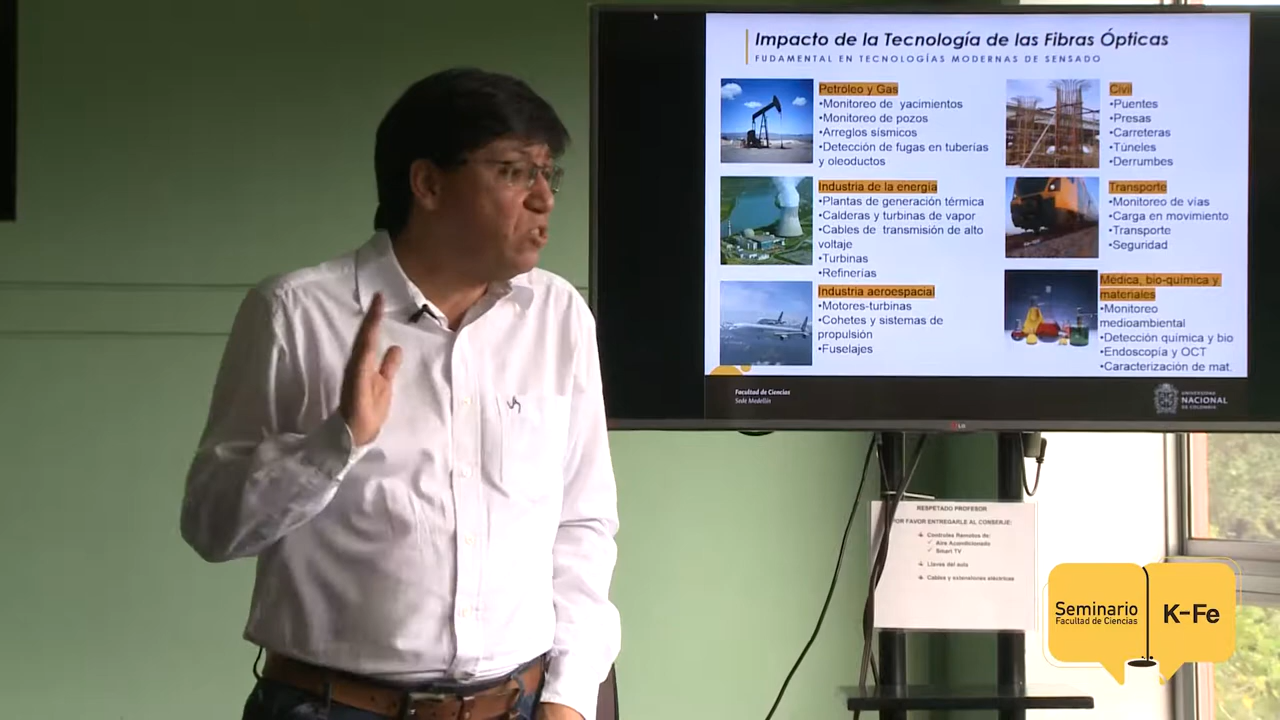 Impacto de la Tecnología de las Fibras Ópticas
FUDAMENTAL EN TECNOLOGÍAS MODERNAS DE SENSADO
Petróleo y Gas
•Monitoreo de yacimientos
•Monitoreo de pozos
•Arreglos sísmicos
•Detección de fugas en tuberías
y oleoductos
Industria de la energía
•Plantas de generación térmica
•Calderas y turbinas de vapor
•Cables de transmisión de alto
voltaje
•Turbinas
•Refinerías
Industria aeroespacial
•Motores-turbinas
•Cohetes y sistemas de
propulsión
•Fuselajes
Civil
•Puentes
•Presas
•Carreteras
•Túneles
•Derrumbes
Transporte
•Monitoreo de vías
•Carga en movimiento
•Transporte
•Seguridad
Médica, bio-química y
materiales
•Monitoreo
medioambiental
•Detección química y bio
•Endoscopía y OCT
•Caracterización de mat.
Facultad de Ciencias
Sede Medellín
UNIVERSIDAD
NACIONAL
DE COLOMBIA
LG
RESPETADO PROFESOR
POR FAVOR ENTREGARLE AL CONSERJE:
Controles Remotos de:
✓ Aire Acondicionado
✓ Smart TV
Llaves del aula
Cables y extensiones eléctricas
Seminario
Facultad de Ciencias
K-Fe